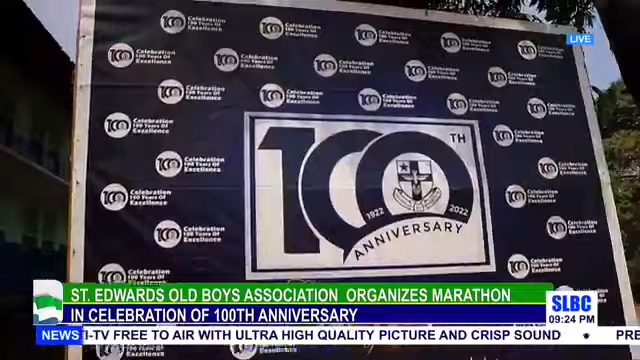 LIVE
100 Celebration
100 Years Of
Excellence
100TH
1922 2022
ANNIVERSARY
ST. EDWARDS OLD BOYS ASSOCIATION ORGANIZES MARATHON
IN CELEBRATION OF 100TH ANNIVERSARY
SLBC
09:24 PM
NEWS I-TV FREE TO AIR WITH ULTRA HIGH QUALITY PICTURE AND CRISP SOUND • PRE